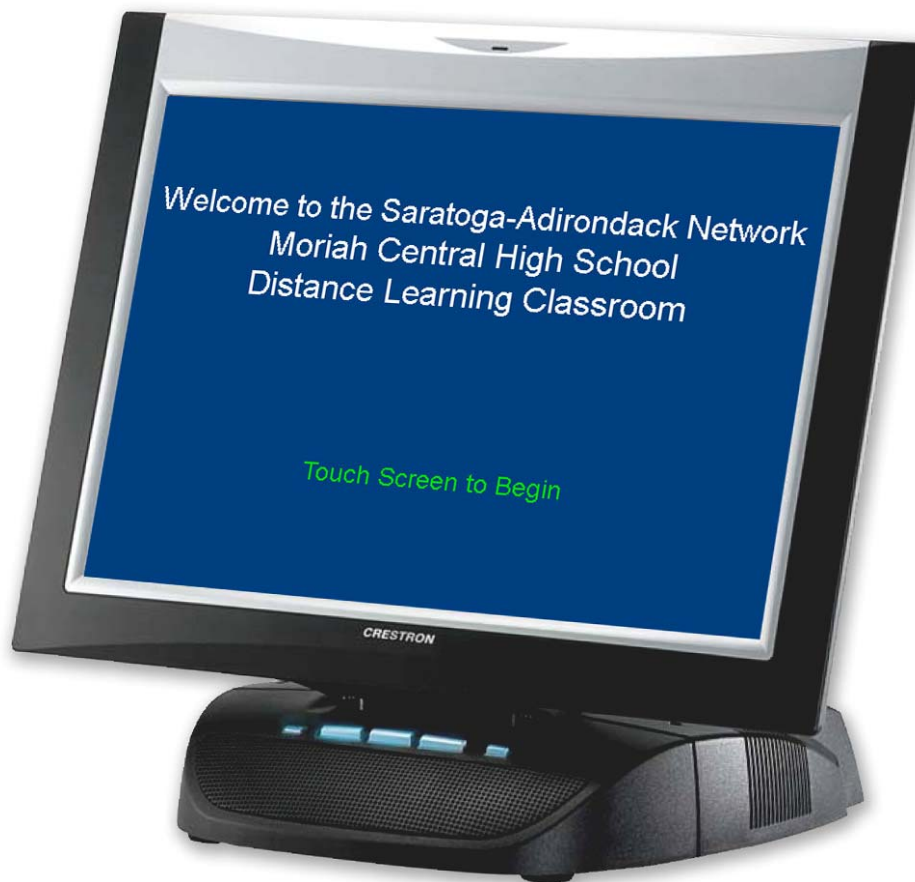 Welcome to the Saratoga-Adirondack Network
Moriah Central High School
Distance Learning Classroom
Touch Screen to Begin
CRESTRON